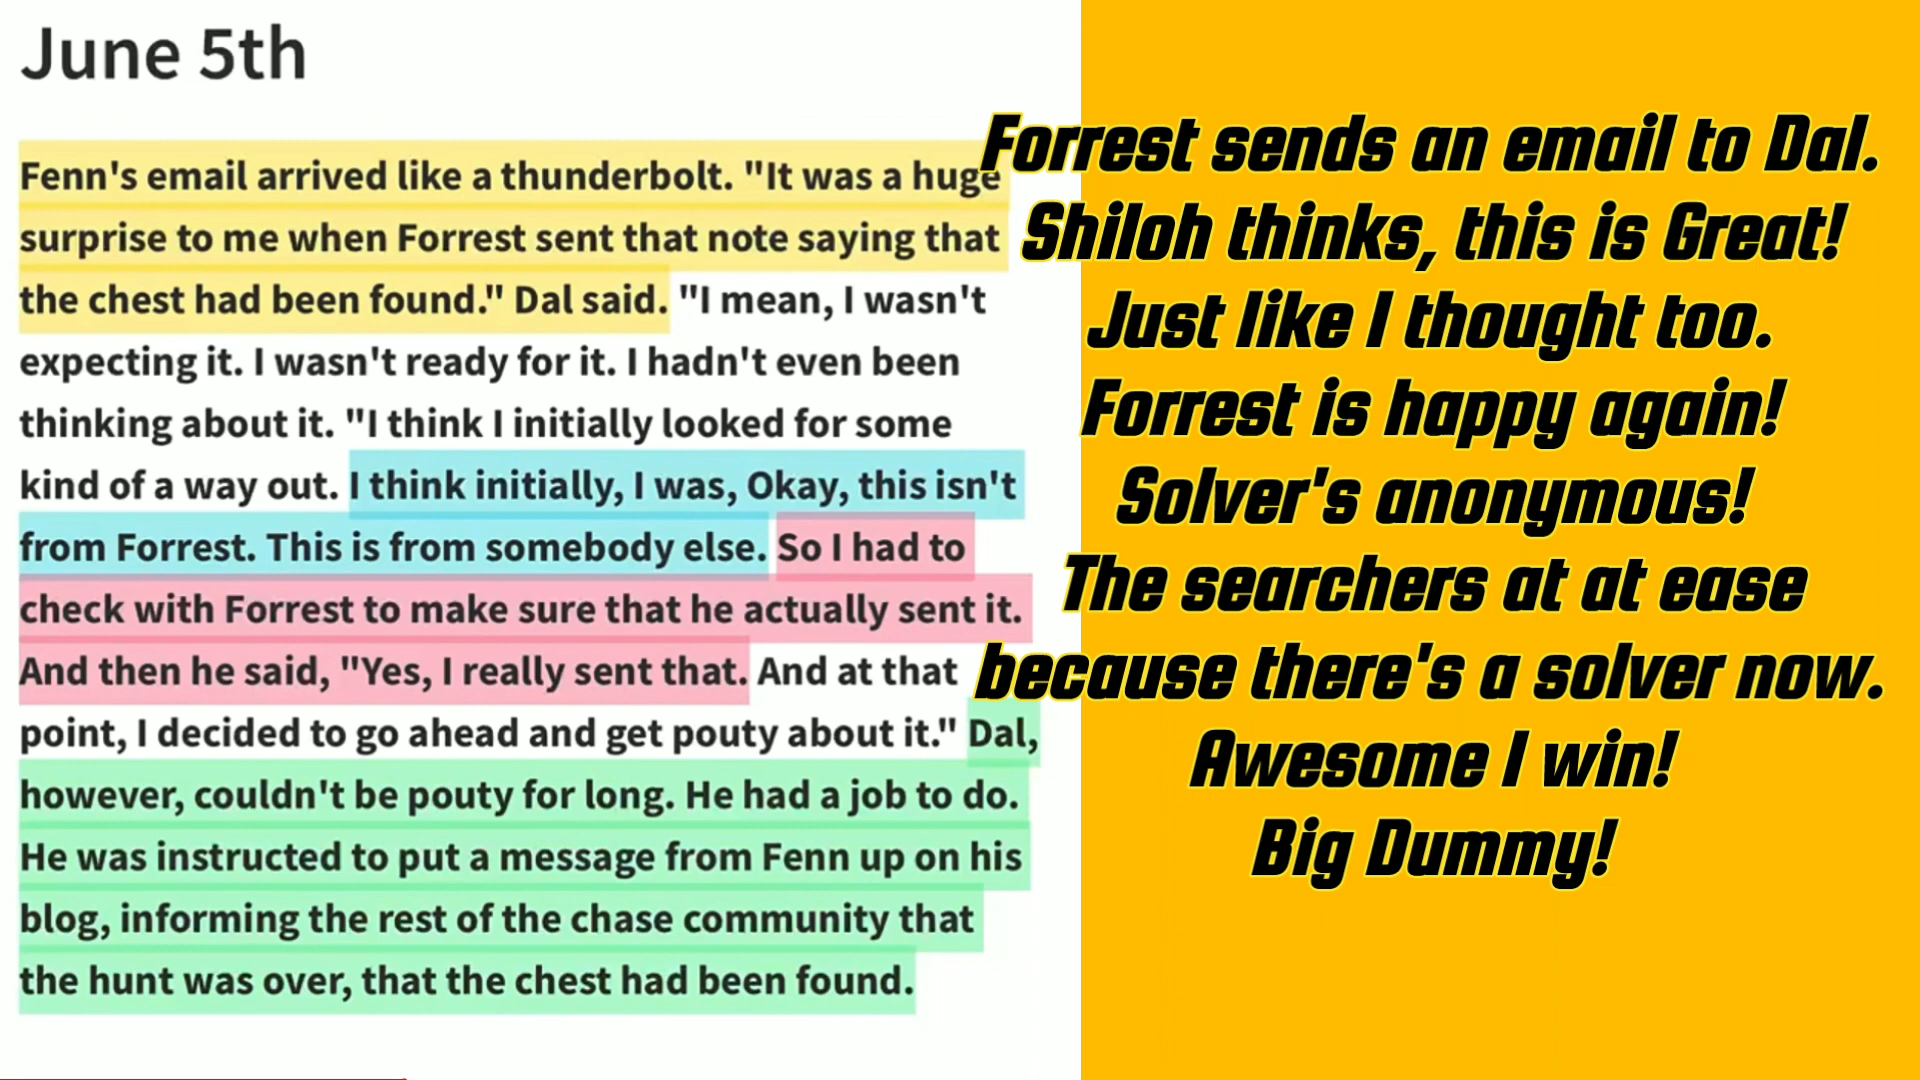 June 5th
Fenn's email arrived like a thunderbolt. "It was a huge
surprise to me when Forrest sent that note saying that
the chest had been found." Dal said. "I mean, I wasn't
expecting it. I wasn't ready for it. I hadn't even been
thinking about it. "I think I initially looked for some
kind of a way out. I think initially, I was, Okay, this isn't
from Forrest. This is from somebody else. So I had to
check with Forrest to make sure that he actually sent it.
And then he said, "Yes, I really sent that. And at that
point, I decided to go ahead and get pouty about it." Dal,
however, couldn't be pouty for long. He had a job to do.
He was instructed to put a message from Fenn up on his
blog, informing the rest of the chase community that
the hunt was over, that the chest had been found.
Forrest sends an email to Dal.
Shiloh thinks, this is Great!
Just like I thought too.
Forrest is happy again!
Solver's anonymous!
The searchers at at ease
because there's a solver now.
Awesome I win!
Big Dummy!